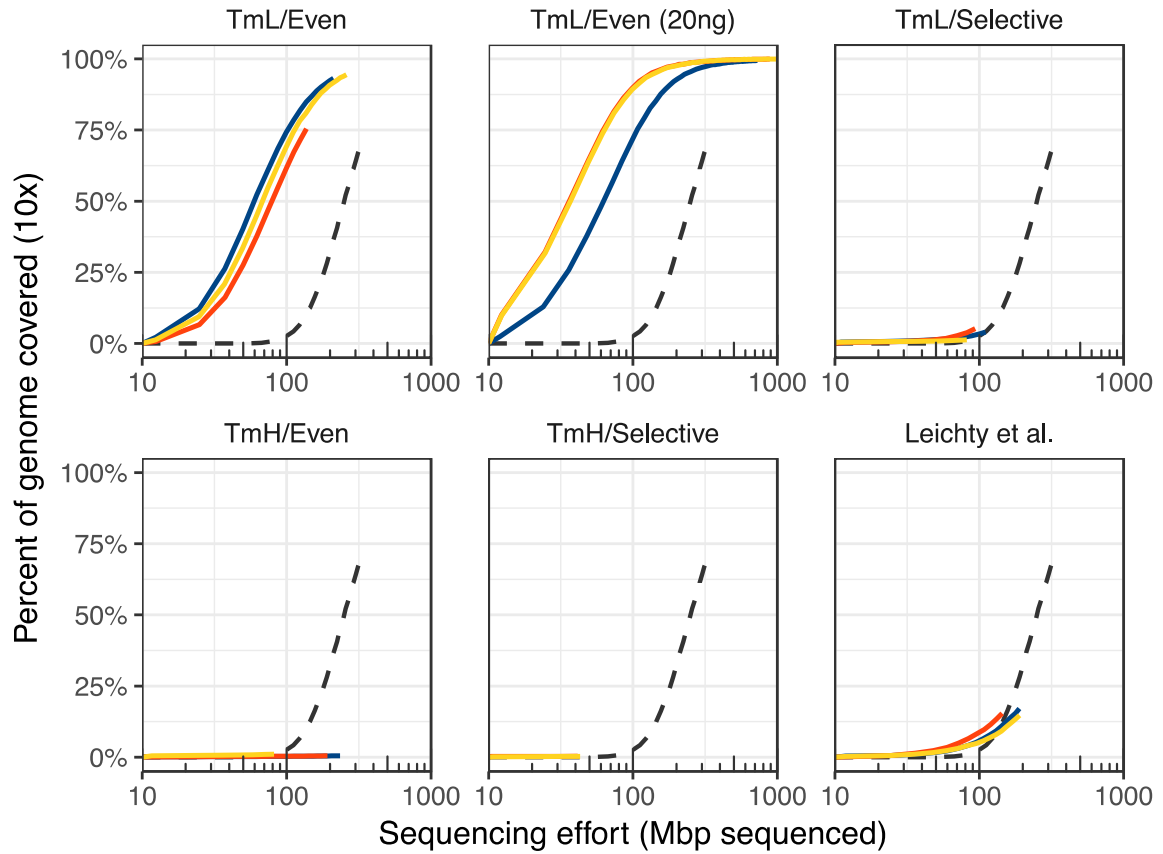 TmL/Even TmL/Even (20ng) TmL/Selective
100%
75%
50%
25%
0%
10 100 1000 10 100 1000 10 100 1000
TmH/Even TmH/Selective Leichty et al.
100%
75%
50%
25%
0%
10 100 1000 10 100 1000 10 100 1000
Sequencing effort (Mbp sequenced)
Percent of genome covered (10x)